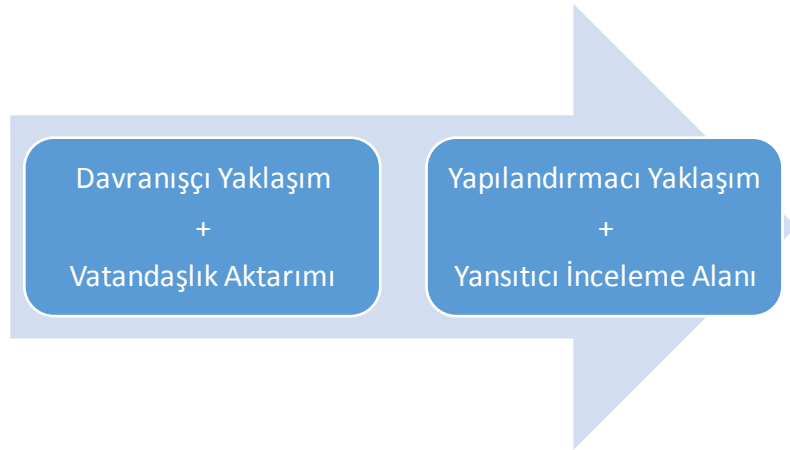 Davranışçı Yaklaşım
+
Vatandaşlık Aktarımı
Yapılandırmacı Yaklaşım
+
Yansıtıcı İnceleme Alanı